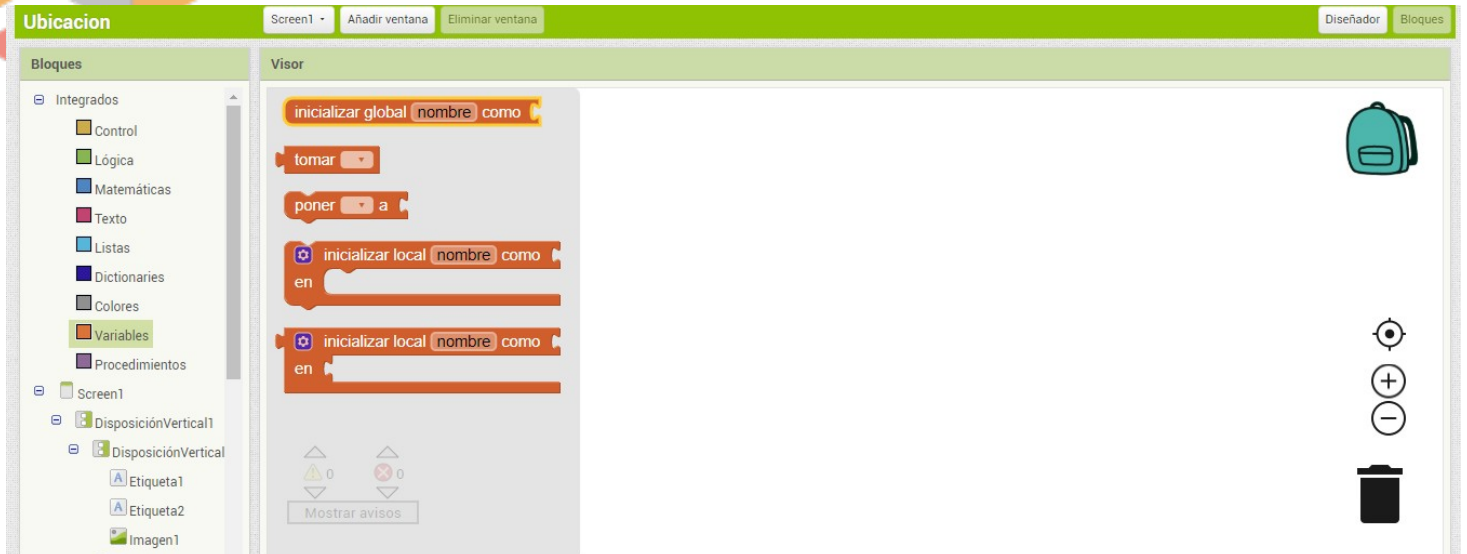 Ubicacion
Screen1
Añadir ventana
Eliminar ventana
Diseñador
Bloques
Bloques
Visor
Integrados
Control
Lógica
Matemáticas
Texto
Listas
Dictionaries
Colores
Variables
Procedimientos
Screen1
DisposiciónVertical1
DisposiciónVertical
A Etiqueta1
A Etiqueta2
Imagen1
inicializar global nombre como
tomar
poner a
inicializar local nombre como
en
inicializar local nombre como
en
0 0
Mostrar avisos